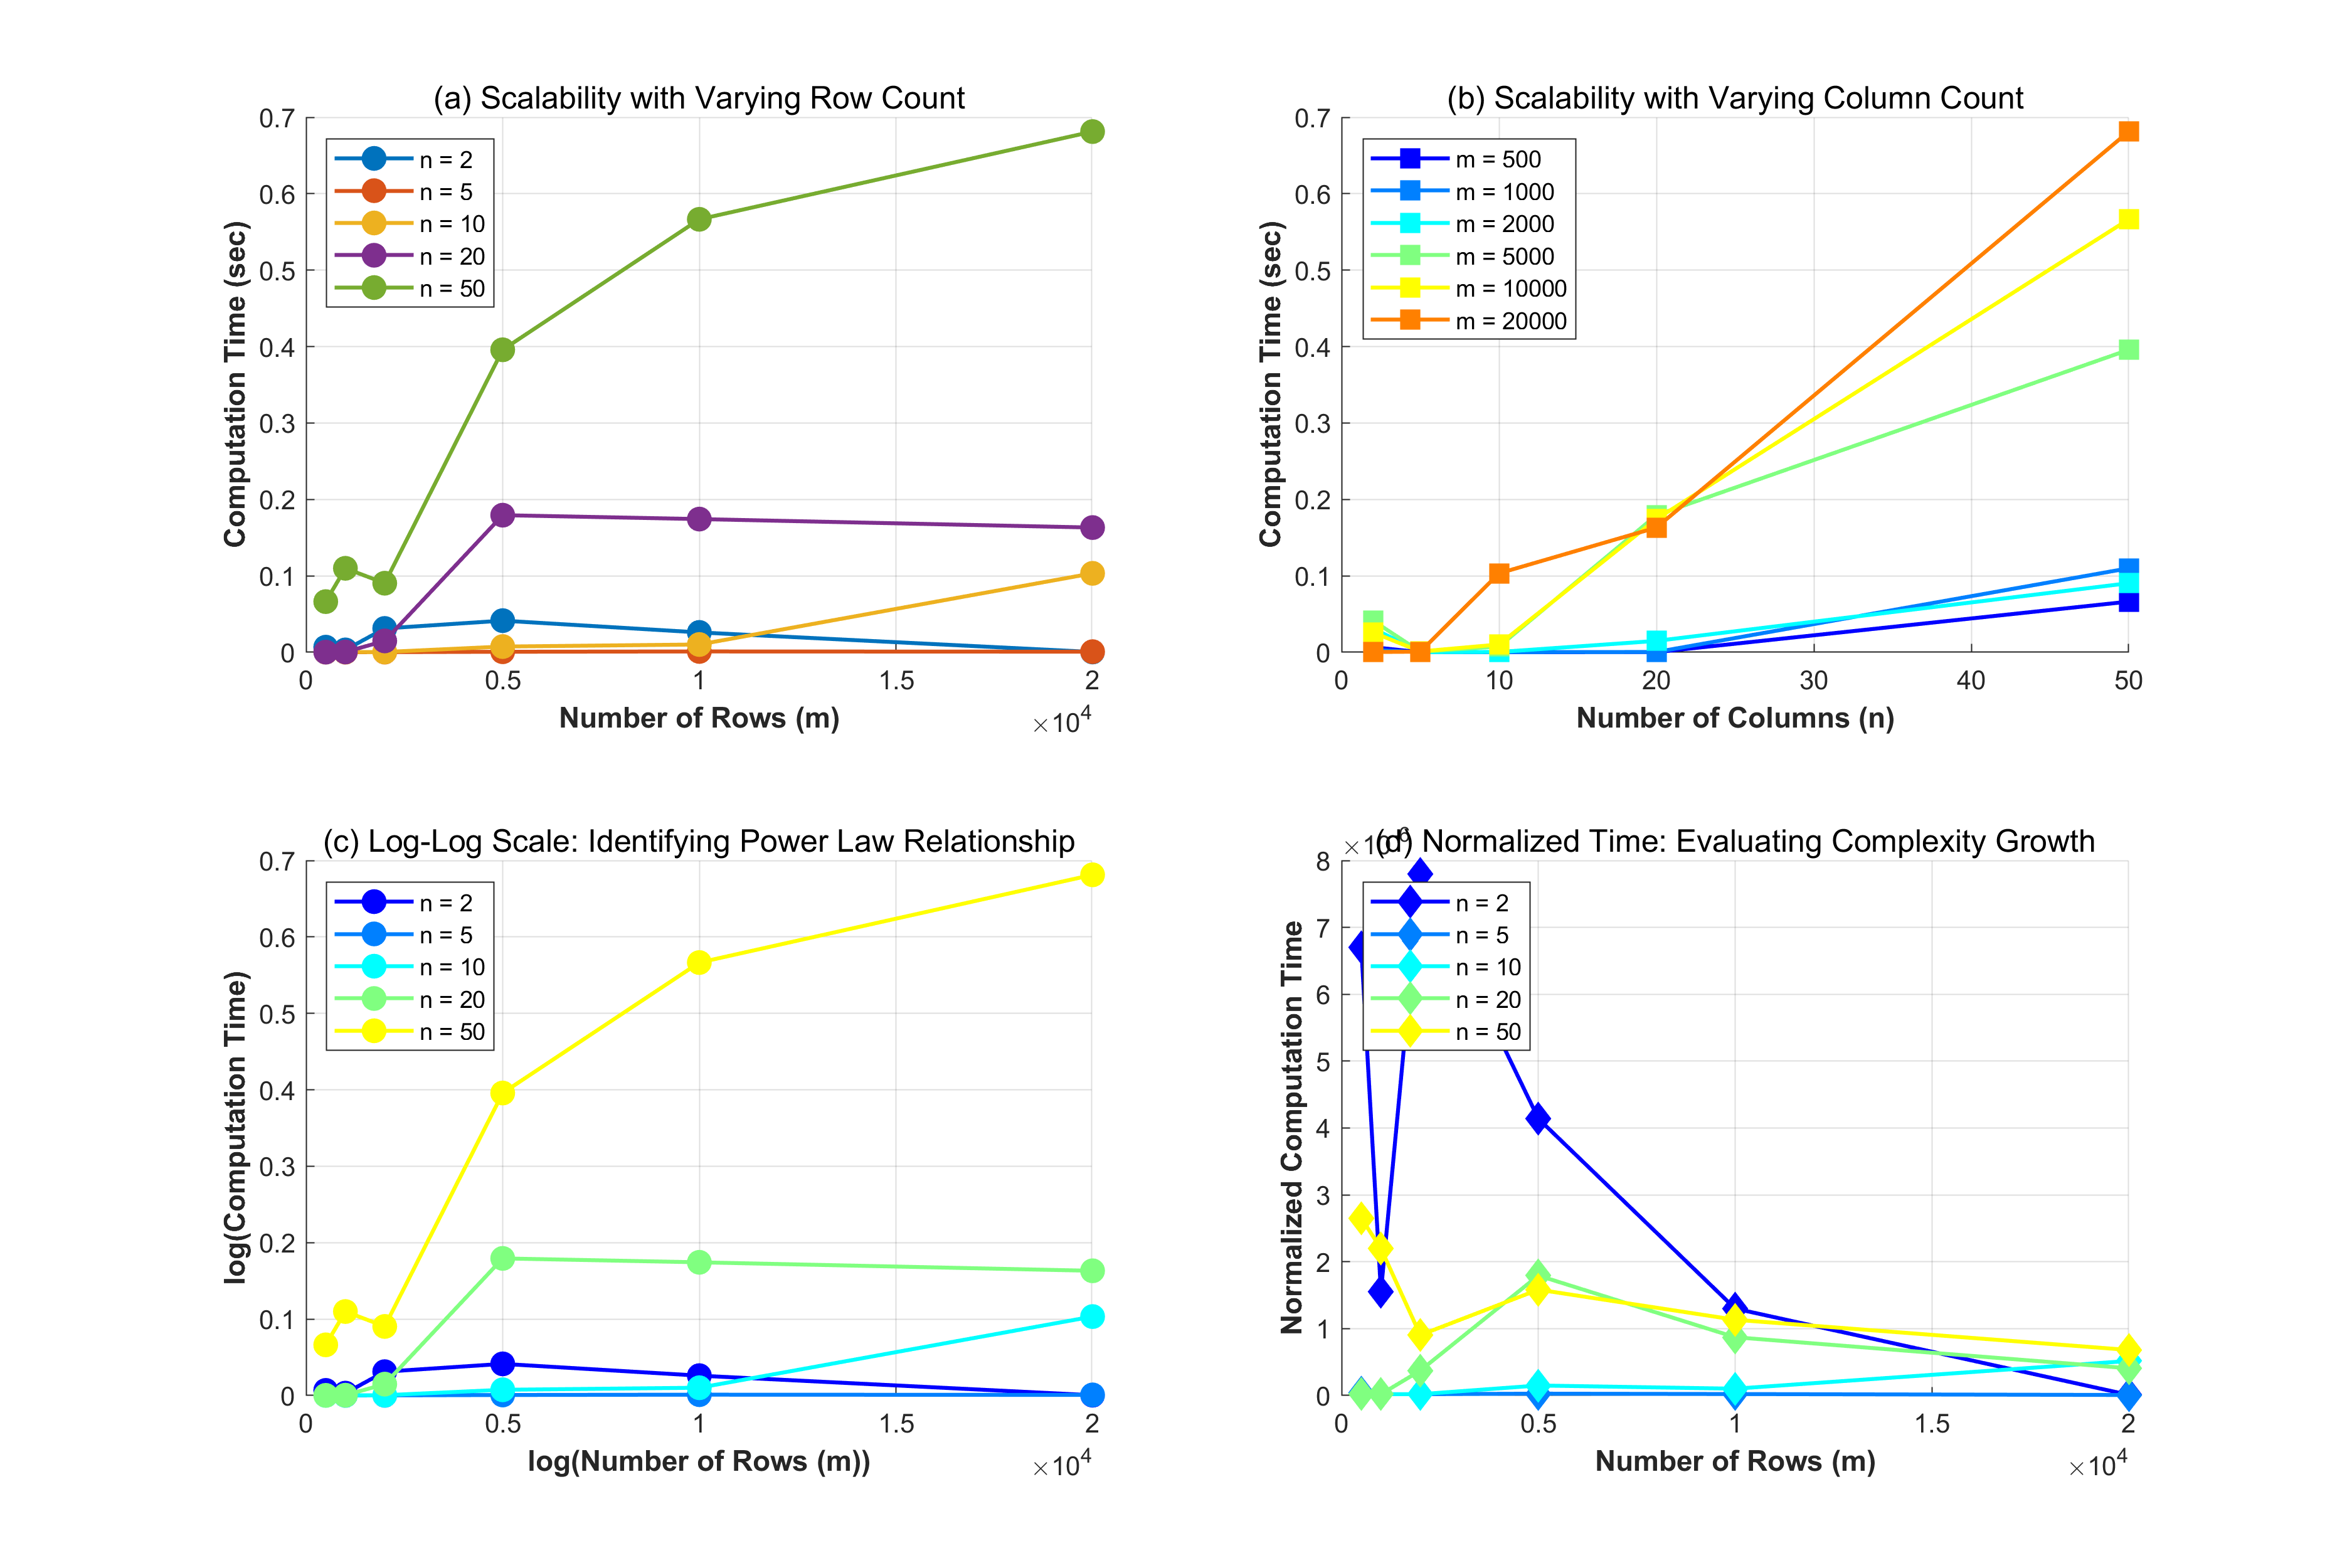 (a) Scalability with Varying Row Count
0.7
0.6
0.5
0.4
0.3
0.2
0.1
0
Computation Time (sec)
n = 2
n = 5
n = 10
n = 20
n = 50
0 0.5 1 1.5 2
Number of Rows (m)
×10^4
(b) Scalability with Varying Column Count
0.7
0.6
0.5
0.4
0.3
0.2
0.1
0
Computation Time (sec)
m = 500
m = 1000
m = 2000
m = 5000
m = 10000
m = 20000
0 10 20 30 40 50
Number of Columns (n)
(c) Log-Log Scale: Identifying Power Law Relationship
0.7
0.6
0.5
0.4
0.3
0.2
0.1
0
log(Computation Time)
n = 2
n = 5
n = 10
n = 20
n = 50
0 0.5 1 1.5 2
log(Number of Rows (m))
×10^4
(d) Normalized Time: Evaluating Complexity Growth
8
7
6
5
4
3
2
1
0
Normalized Computation Time
n = 2
n = 5
n = 10
n = 20
n = 50
0 0.5 1 1.5 2
Number of Rows (m)
×10^4